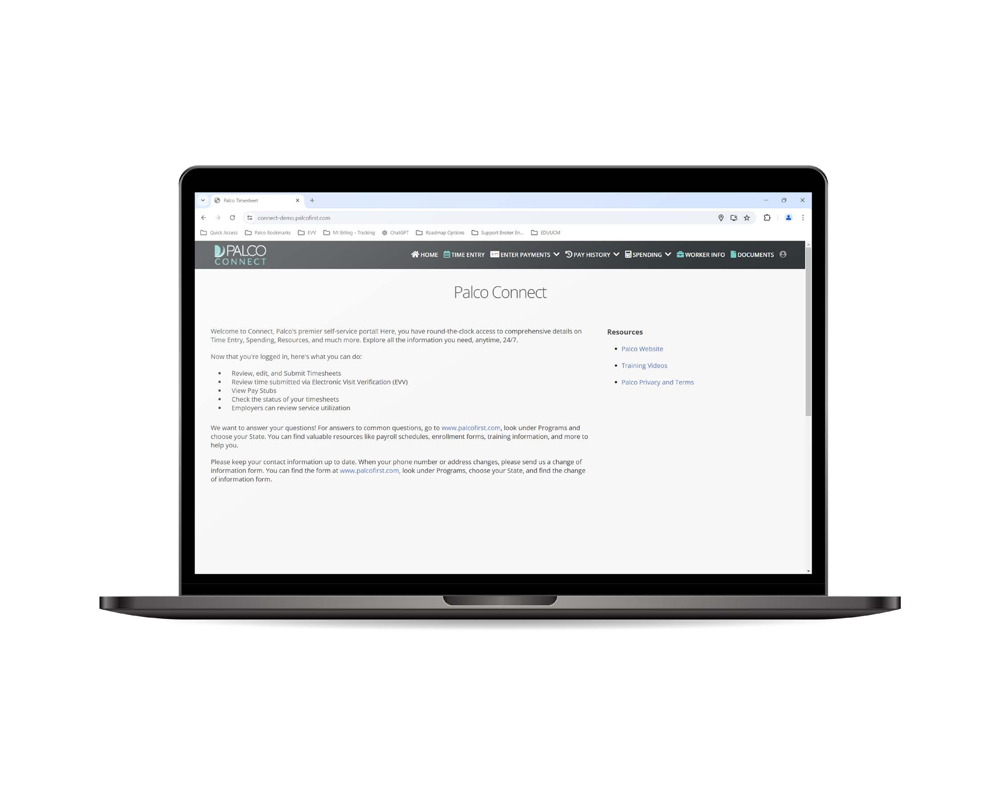 Palco Timesheet
connect-demo.palcofirst.com
Quick Access Palco Bookmarks EVV MI Billing - Tracking ChatGPT Roadmap Options Support Broker En... EDI/UCM
PALCO
CONNECT
HOME TIME ENTRY ENTER PAYMENTS PAY HISTORY SPENDING WORKER INFO DOCUMENTS
Palco Connect
Welcome to Connect, Palco's premier self-service portal! Here, you have round-the-clock access to comprehensive details on
Time Entry, Spending, Resources, and much more. Explore all the information you need, anytime, 24/7.
Now that you're logged in, here's what you can do:
• Review, edit, and Submit Timesheets
• Review time submitted via Electronic Visit Verification (EVV)
• View Pay Stubs
• Check the status of your timesheets
• Employers can review service utilization
We want to answer your questions! For answers to common questions, go to www.palcofirst.com, look under Programs and
choose your State. You can find valuable resources like payroll schedules, enrollment forms, training information, and more to
help you.
Please keep your contact information up to date. When your phone number or address changes, please send us a change of
information form. You can find the form at www.palcofirst.com, look under Programs, choose your State, and find the change
of information form.
Resources
• Palco Website
• Training Videos
• Palco Privacy and Terms